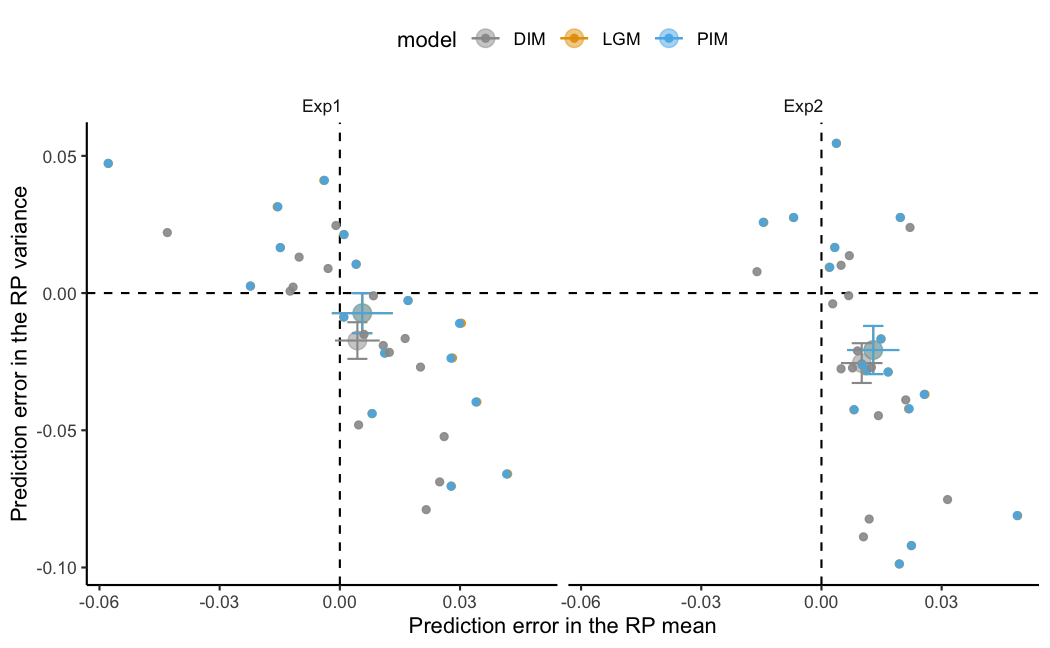 model DIM LGM PIM
Exp1 Exp2
Prediction error in the RP variance
0.05
0.00
-0.05
-0.10
-0.06 -0.03 0.00 0.03 -0.06 -0.03 0.00 0.03
Prediction error in the RP mean